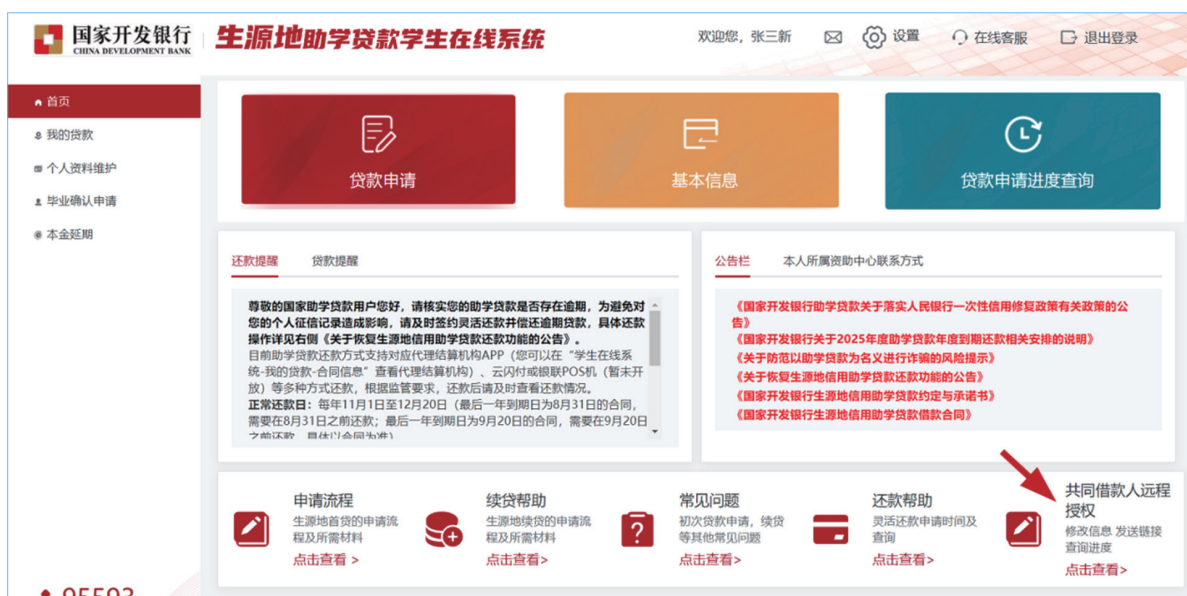 国家开发银行
CHINA DEVELOPMENT BANK
生源地助学贷款学生在线系统
欢迎您，张三新
设置
在线客服
退出登录
首页
我的贷款
个人资料维护
毕业确认申请
本金延期
贷款申请
基本信息
贷款申请进度查询
还款提醒 贷款提醒
尊敬的国家助学贷款用户您好，请核实您的助学贷款是否存在逾期，为避免对
您的个人征信记录造成影响，请及时签约灵活还款并偿还逾期贷款，具体还款
操作详见右侧《关于恢复生源地信用助学贷款还款功能的公告》。
目前助学贷款还款方式支持对应代理结算机构APP（您可以在“学生在线系
统-我的贷款-合同信息”查看代理结算机构）、云闪付或银联POS机（暂未开
放）等多种方式还款，根据监管要求，还款后请及时查看还款情况。
正常还款日：每年11月1日至12月20日（最后一年到期日为8月31日的合同，
需要在8月31日之前还款；最后一年到期日为9月20日的合同，需要在9月20日
之前还款，具体以合同为准）
公告栏 本人所属资助中心联系方式
《国家开发银行助学贷款关于落实人民银行一次性信用修复政策有关政策的公
告》
《国家开发银行关于2025年度助学贷款年度到期还款相关安排的说明》
《关于防范以助学贷款为名义进行诈骗的风险提示》
《关于恢复生源地信用助学贷款还款功能的公告》
《国家开发银行生源地信用助学贷款约定与承诺书》
《国家开发银行生源地信用助学贷款借款合同》
申请流程
生源地首贷的申请流
程及所需材料
点击查看 >
续贷帮助
生源地续贷的申请流
程及所需材料
点击查看>
常见问题
初次贷款申请，续贷
等其他常见问题
点击查看>
还款帮助
灵活还款申请时间及
查询
点击查看>
共同借款人远程
授权
修改信息 发送链接
查询进度
点击查看>
95593